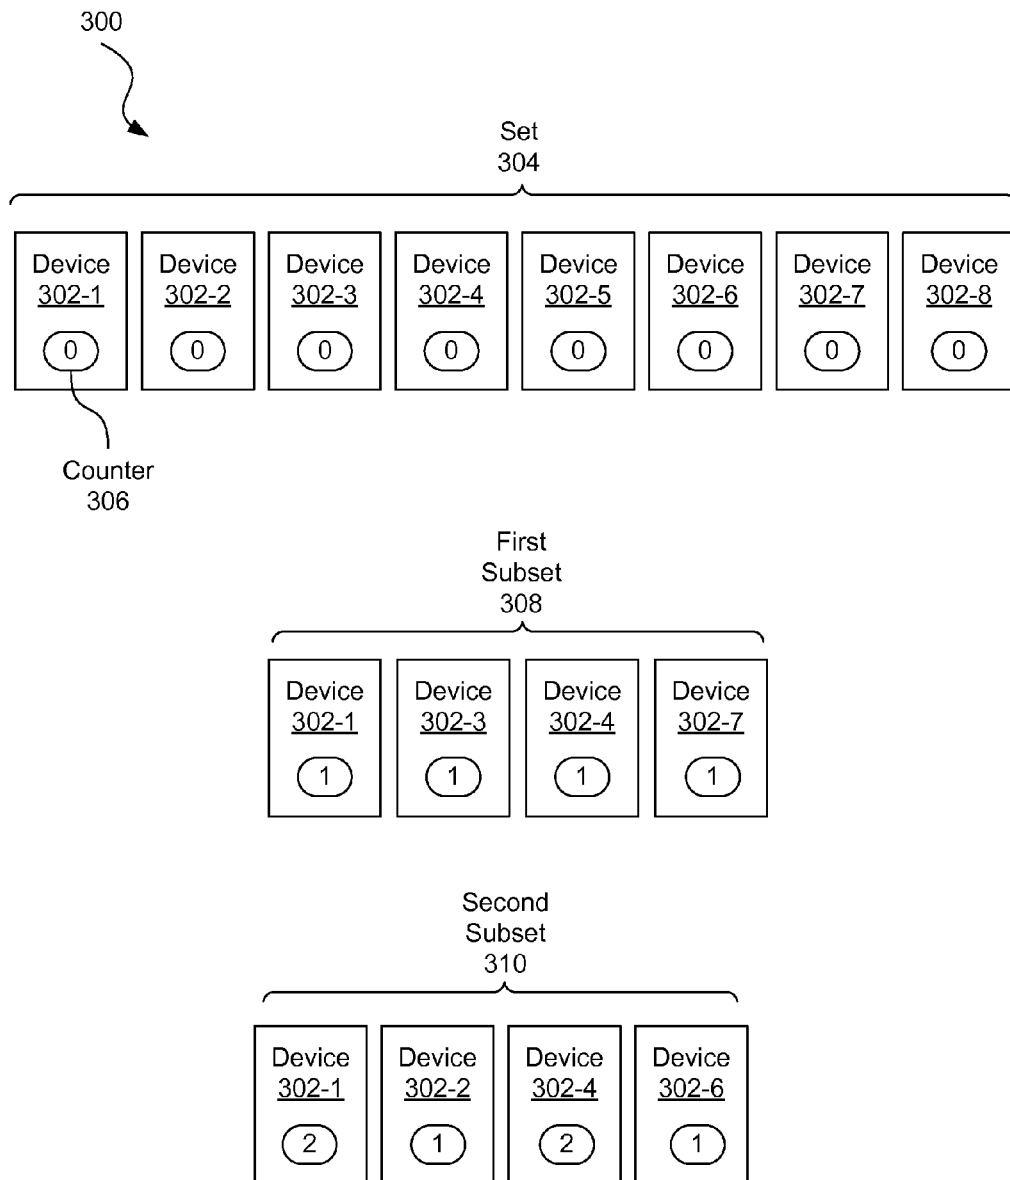 300
Set
304
Device Device Device Device Device Device Device Device
302-1 302-2 302-3 302-4 302-5 302-6 302-7 302-8
0 0 0 0 0 0 0 0
Counter
306
First
Subset
308
Device Device Device Device
302-1 302-3 302-4 302-7
1 1 1 1
Second
Subset
310
Device Device Device Device
302-1 302-2 302-4 302-6
2 1 2 1